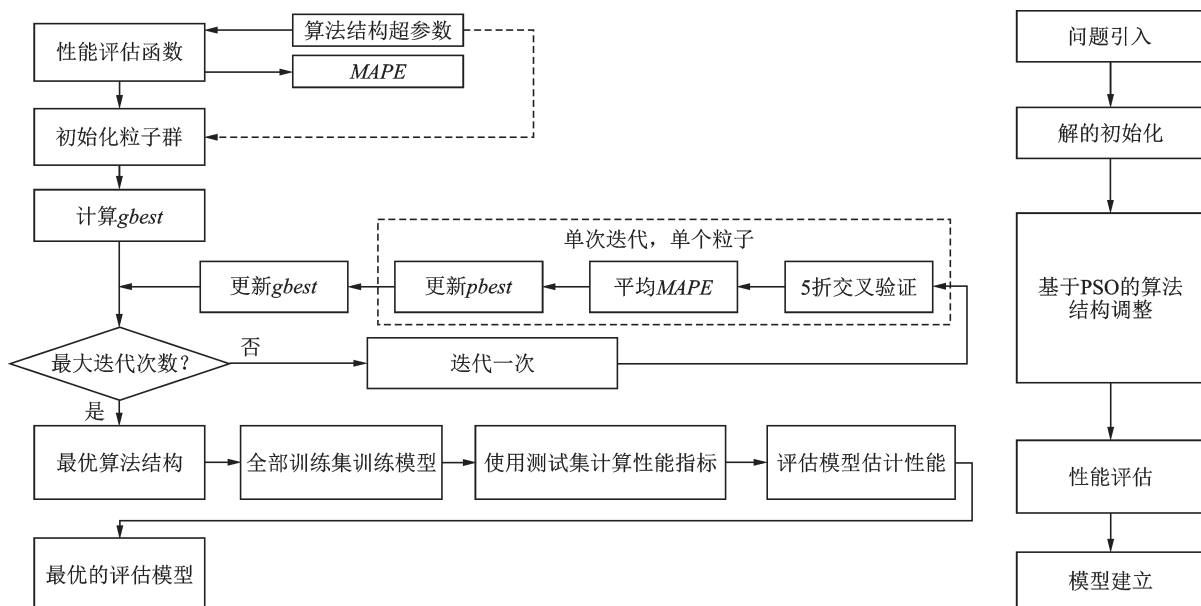 算法结构超参数
性能评估函数
MAPE
初始化粒子群
计算gbest
单次迭代，单个粒子
更新gbest
更新pbest
平均MAPE
5折交叉验证
最大迭代次数?
否
迭代一次
是
最优算法结构
全部训练集训练模型
使用测试集计算性能指标
评估模型估计性能
最优的评估模型
问题引入
解的初始化
基于PSO的算法
结构调整
性能评估
模型建立